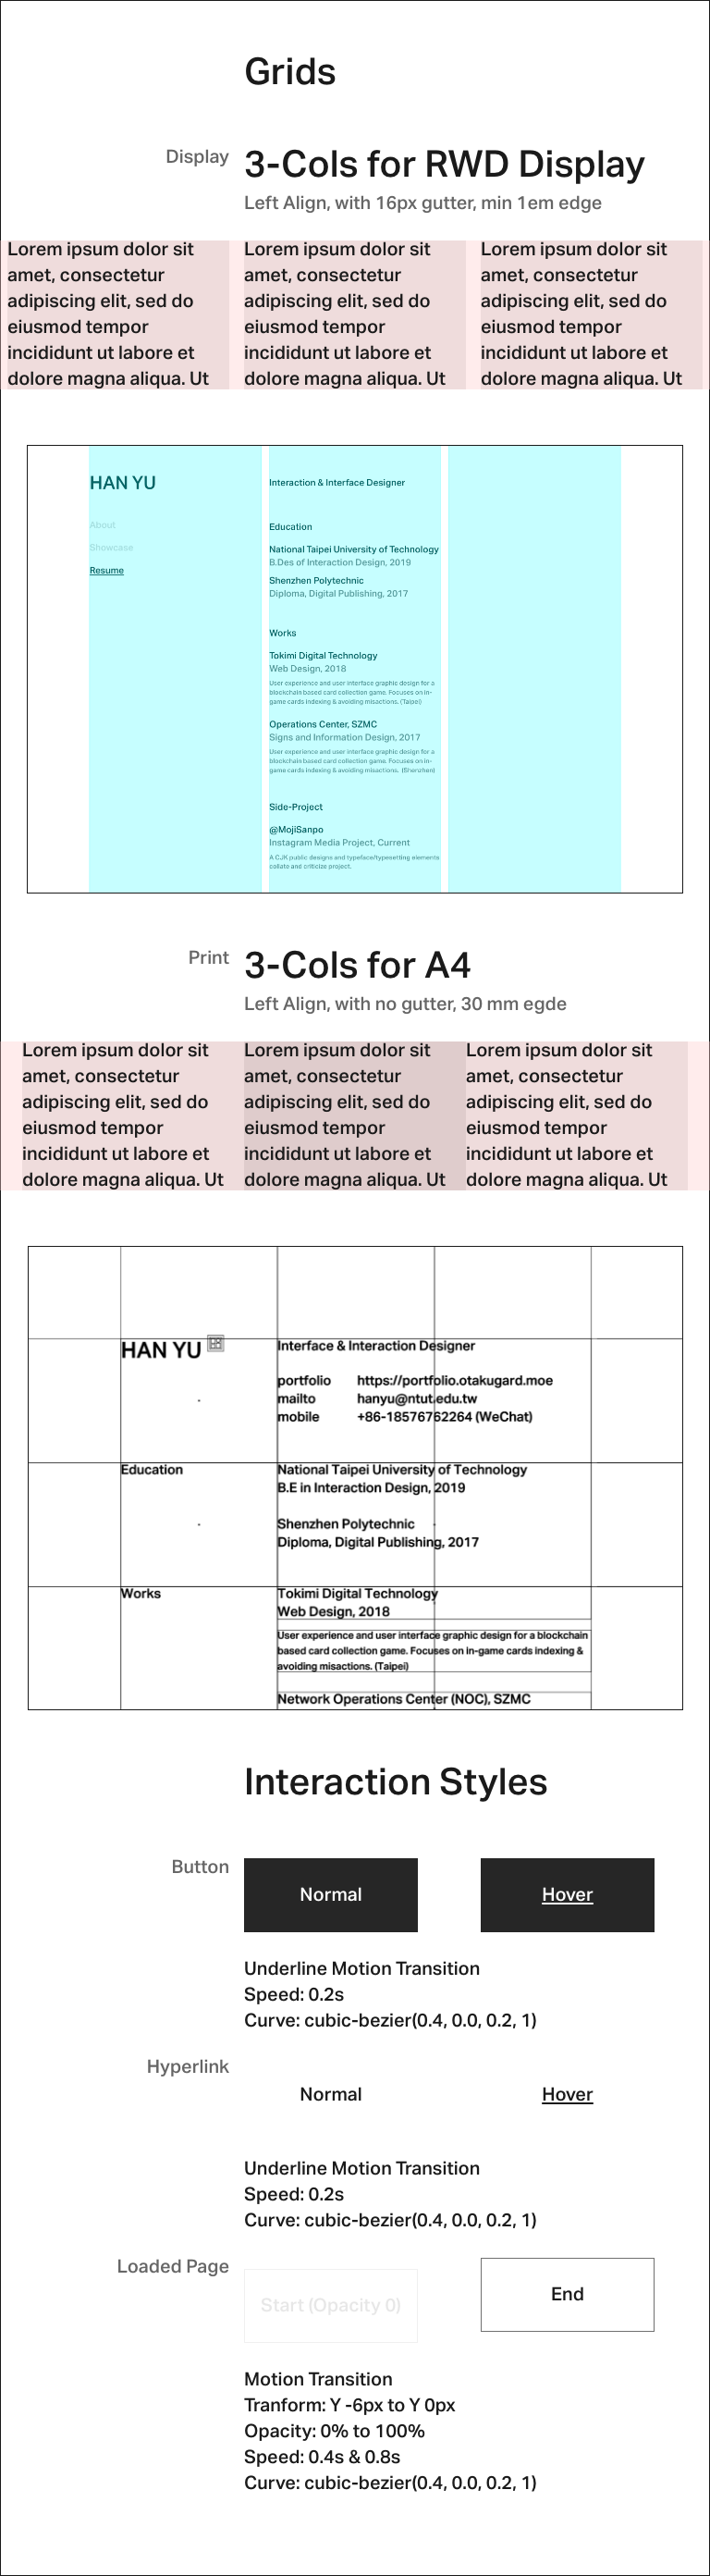 Grids
Display
3-Cols for RWD Display
Left Align, with 16px gutter, min 1em edge
Lorem ipsum dolor sit
amet, consectetur
adipiscing elit, sed do
eiusmod tempor
incididunt ut labore et
dolore magna aliqua. Ut
Lorem ipsum dolor sit
amet, consectetur
adipiscing elit, sed do
eiusmod tempor
incididunt ut labore et
dolore magna aliqua. Ut
Lorem ipsum dolor sit
amet, consectetur
adipiscing elit, sed do
eiusmod tempor
incididunt ut labore et
dolore magna aliqua. Ut
HAN YU
About
Showcase
Resume
Interaction & Interface Designer
Education
National Taipei University of Technology
B.Des of Interaction Design, 2019
Shenzhen Polytechnic
Diploma, Digital Publishing, 2017
Works
Tokimi Digital Technology
Web Design, 2018
User experience and user interface graphic design for a
blockchain based card collection game. Focuses on in-
game cards indexing & avoiding misactions. (Taipei)
Operations Center, SZMC
Signs and Information Design, 2017
User experience and user interface graphic design for a
blockchain based card collection game. Focuses on in-
game cards indexing & avoiding misactions. (Shenzhen)
Side-Project
@MojiSanpo
Instagram Media Project, Current
A CJK public designs and typeface/typesetting elements
collate and criticize project.
Print
3-Cols for A4
Left Align, with no gutter, 30 mm egde
Lorem ipsum dolor sit
amet, consectetur
adipiscing elit, sed do
eiusmod tempor
incididunt ut labore et
dolore magna aliqua. Ut
Lorem ipsum dolor sit
amet, consectetur
adipiscing elit, sed do
eiusmod tempor
incididunt ut labore et
dolore magna aliqua. Ut
Lorem ipsum dolor sit
amet, consectetur
adipiscing elit, sed do
eiusmod tempor
incididunt ut labore et
dolore magna aliqua. Ut
HAN YU
Interface & Interaction Designer
portfolio https://portfolio.otakugard.moe
mailto hanyu@ntut.edu.tw
mobile +86-18576762264 (WeChat)
Education
National Taipei University of Technology
B.E in Interaction Design, 2019
Shenzhen Polytechnic
Diploma, Digital Publishing, 2017
Works
Tokimi Digital Technology
Web Design, 2018
User experience and user interface graphic design for a blockchain
based card collection game. Focuses on in-game cards indexing &
avoiding misactions. (Taipei)
Network Operations Center (NOC), SZMC
Interaction Styles
Button
Normal
Hover
Underline Motion Transition
Speed: 0.2s
Curve: cubic-bezier(0.4, 0.0, 0.2, 1)
Hyperlink
Normal
Hover
Underline Motion Transition
Speed: 0.2s
Curve: cubic-bezier(0.4, 0.0, 0.2, 1)
Loaded Page
Start (Opacity 0)
End
Motion Transition
Tranform: Y -6px to Y 0px
Opacity: 0% to 100%
Speed: 0.4s & 0.8s
Curve: cubic-bezier(0.4, 0.0, 0.2, 1)